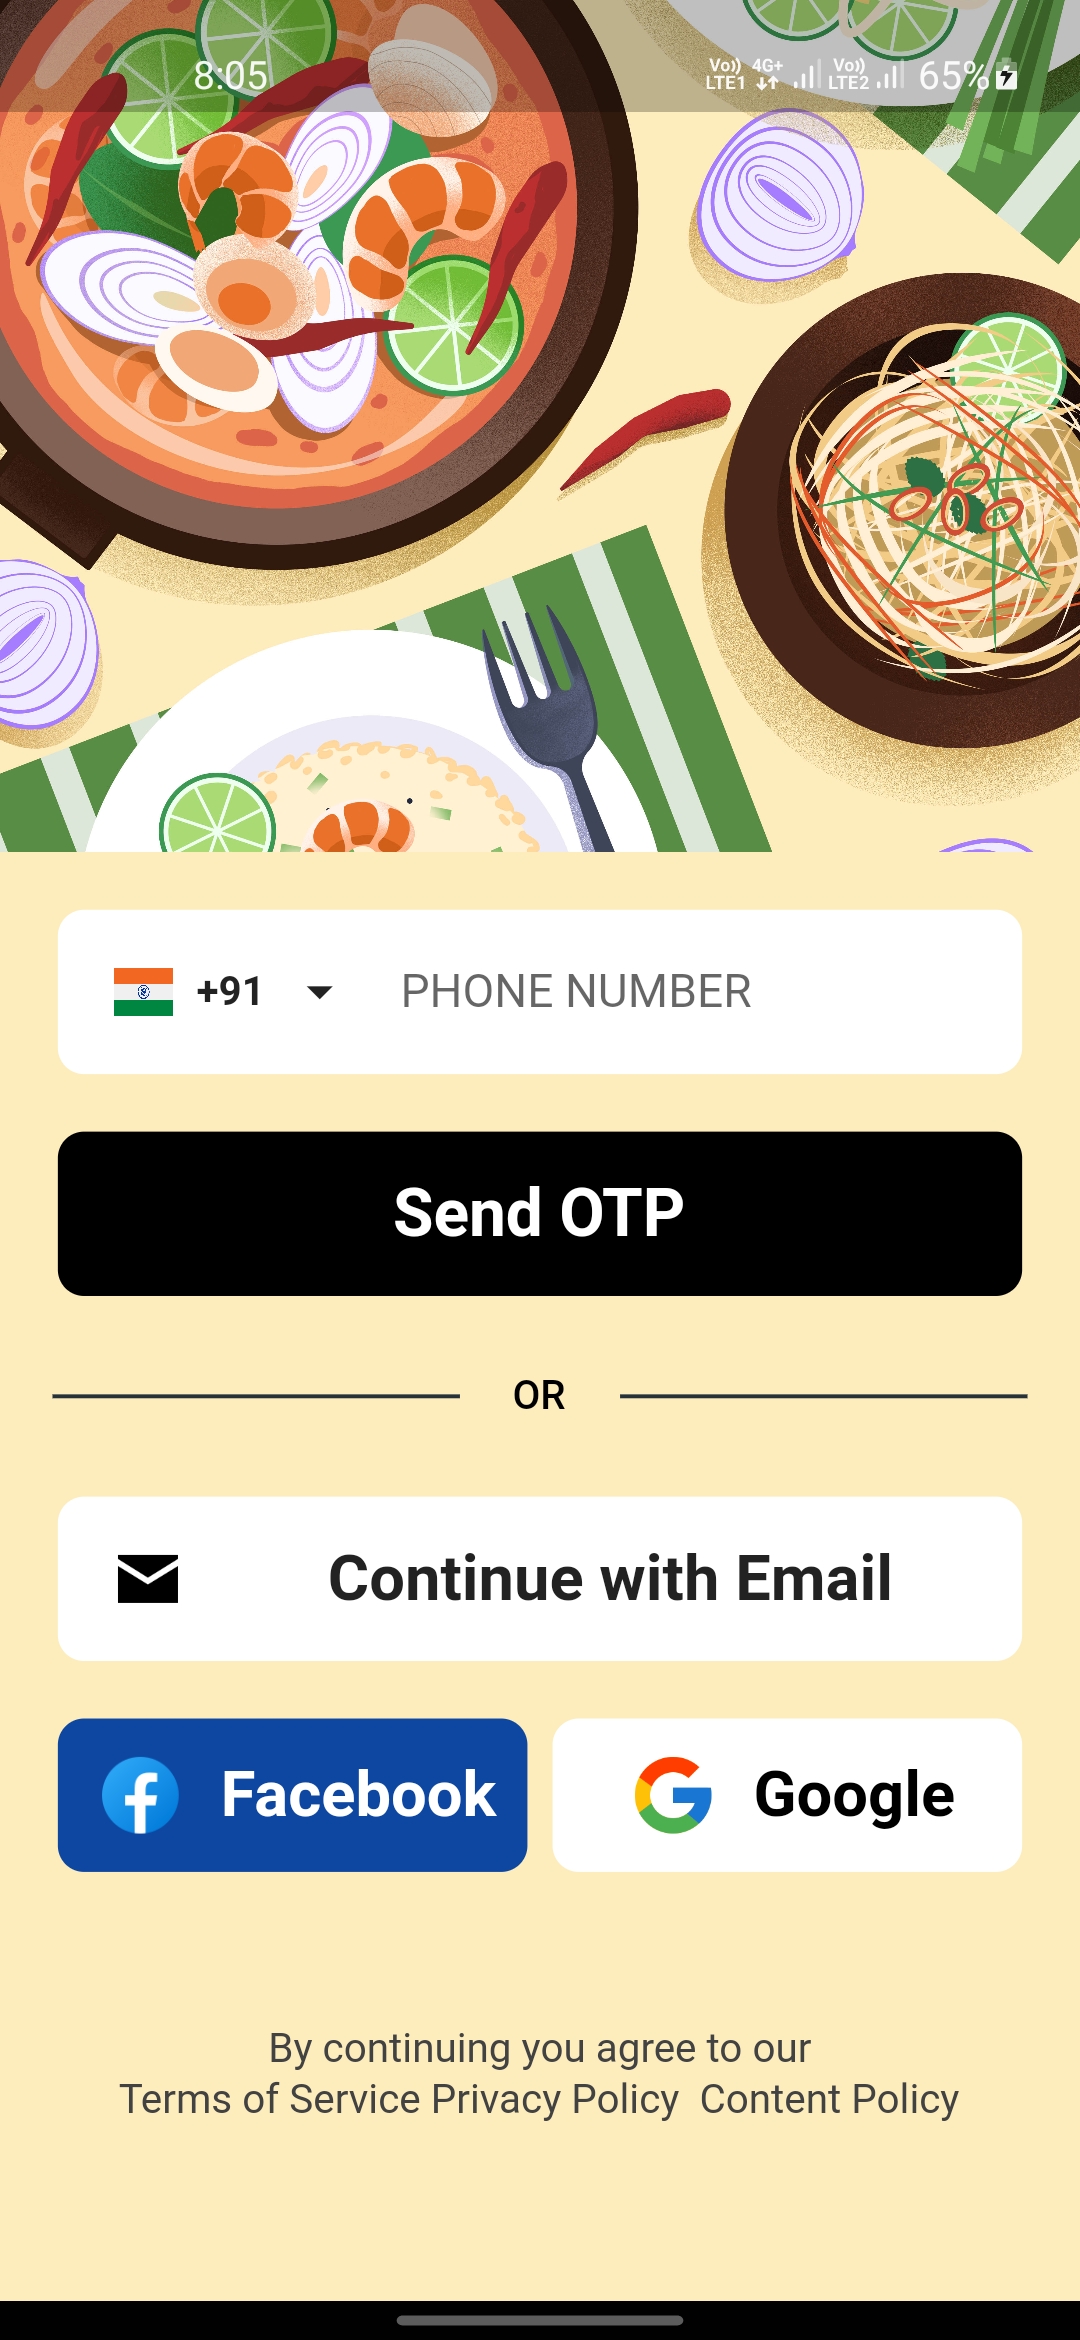 8:05 Vo)) LTE1 4G+ Vo)) LTE2 65%
+91 PHONE NUMBER
Send OTP
OR
Continue with Email
Facebook Google
By continuing you agree to our
Terms of Service Privacy Policy Content Policy